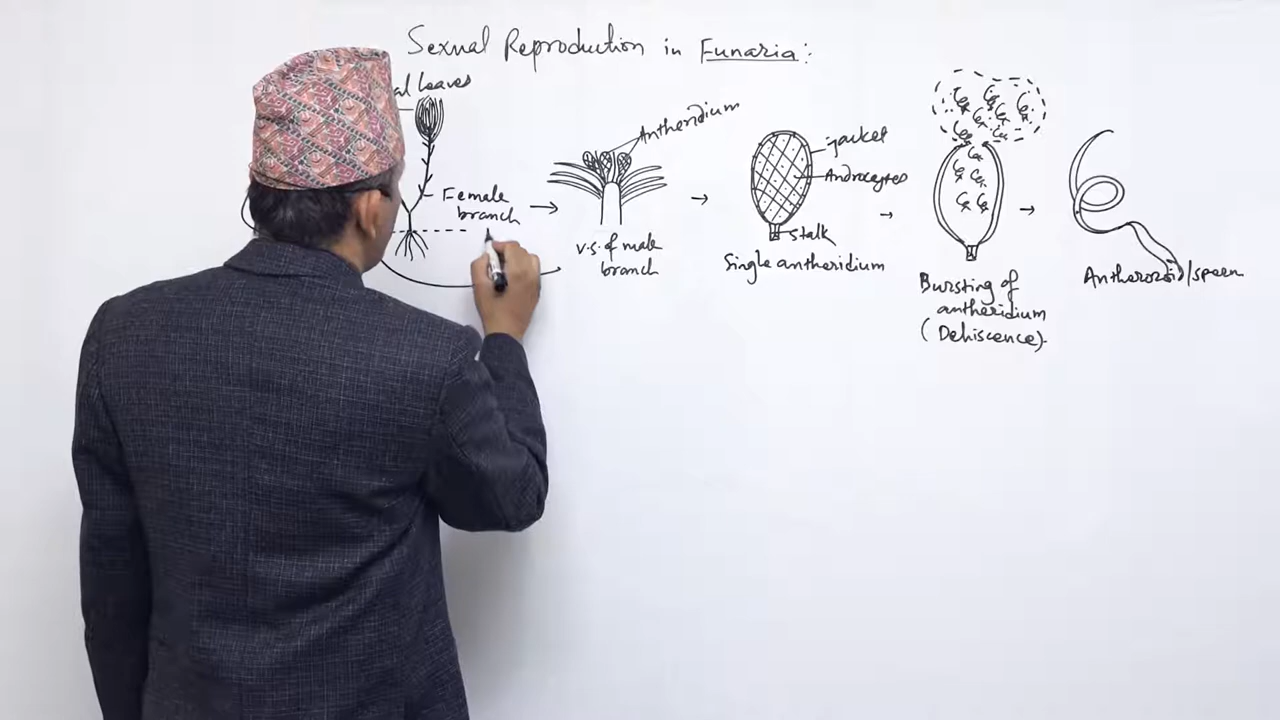 Sexual Reproduction in Funaria:
al leaves
Female
branch
Antheridium
V.S. of male
branch
jacket
Androcytes
stalk
Single antheridium
Bursting of
antheridium
(Dehiscence)
Antherozoid/sperm